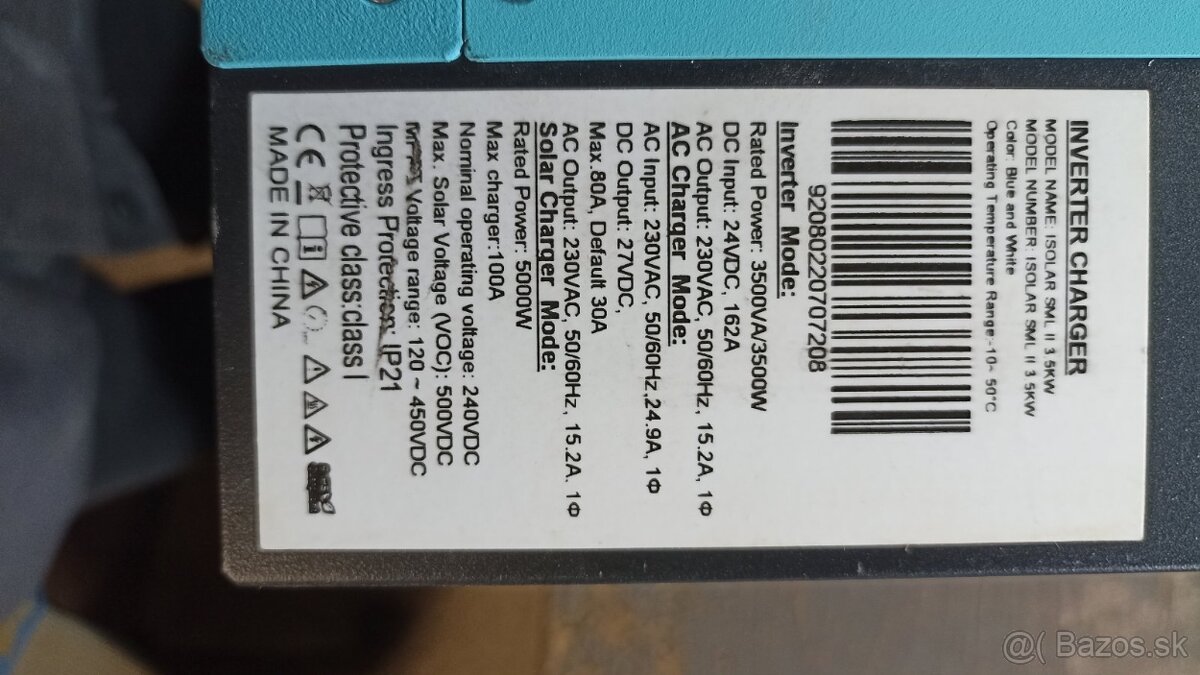 INVERTER CHARGER
MODEL NAME: ISOLAR SML II 3 5KW
MODEL NUMBER: ISOLAR SML II 3 5KW
Color: Blue and White
Operating Temperature Range -10~ 50°C
92080220707208
Inverter Mode:
Rated Power: 3500VA/3500W
DC Input: 24VDC, 162A
AC Output: 230VAC, 50/60Hz, 15.2A, 1Φ
AC Charger Mode:
AC Input: 230VAC, 50/60Hz,24.9A, 1Φ
DC Output: 27VDC,
Max.80A, Default 30A
AC Output: 230VAC, 50/60Hz, 15.2A. 1Φ
Solar Charger Mode:
Rated Power: 5000W
Max charger:100A
Nominal operating voltage: 240VDC
Max. Solar Voltage (VOC): 500VDC
Voltage range: 120 ~ 450VDC
Ingress Protection: IP21
Protective class:class I
CE
MADE IN CHINA
@( Bazos.sk